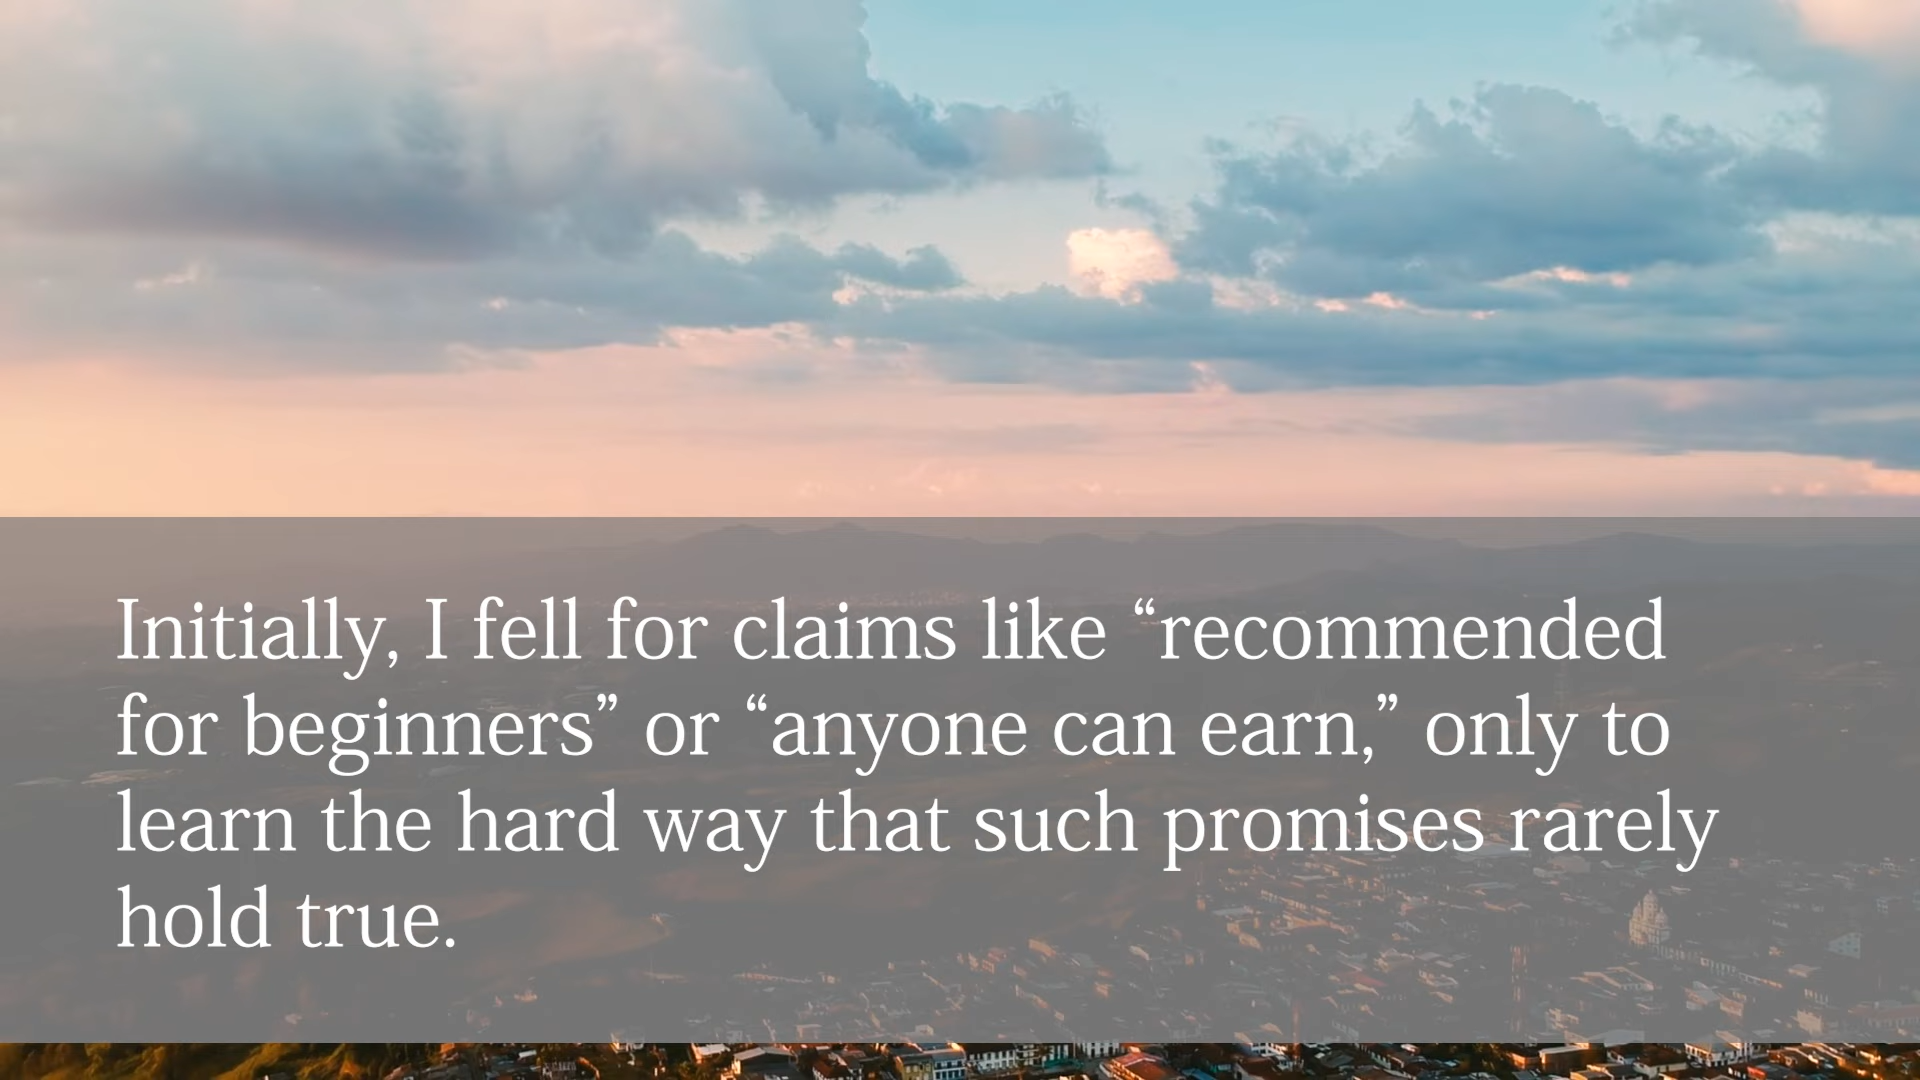 Initially, I fell for claims like “recommended
for beginners” or “anyone can earn,” only to
learn the hard way that such promises rarely
hold true.